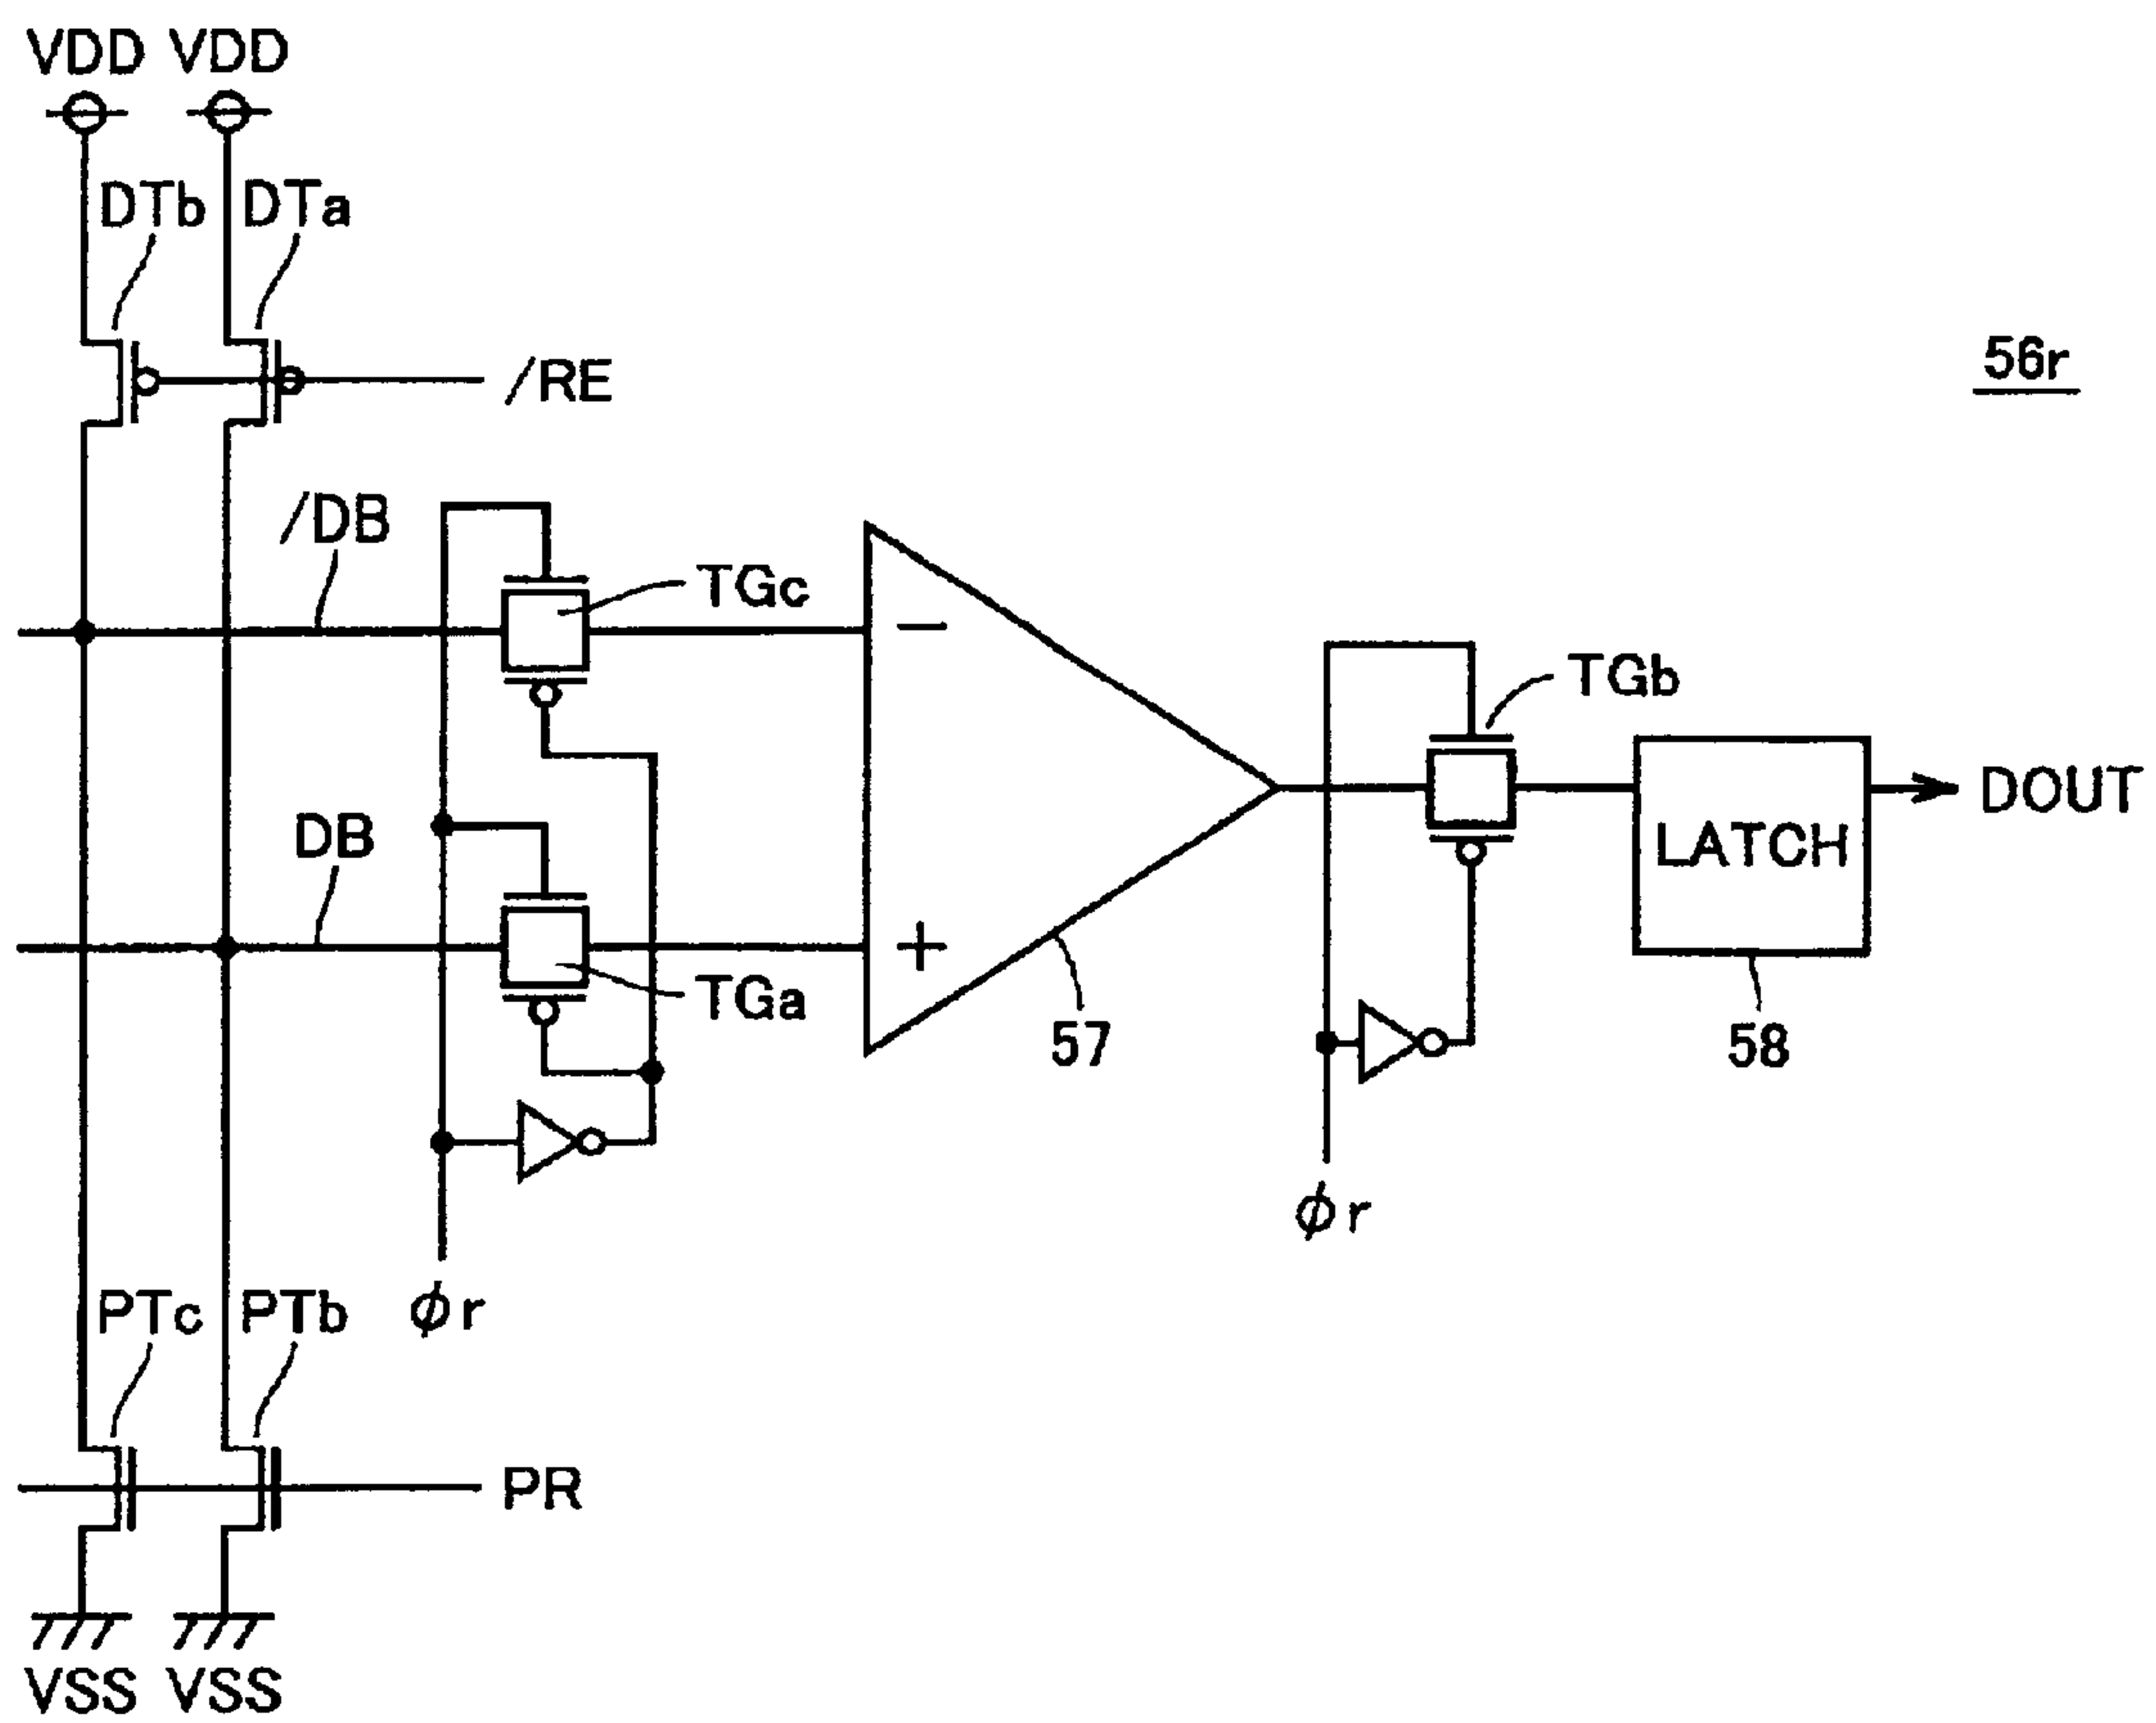 VDD VDD
DTb DTa
/RE
56r
/DB
TGc
TGb
DB
−
+
TGa
LATCH
DOUT
57
58
φr
φr
PTc PTb
PR
VSS VSS